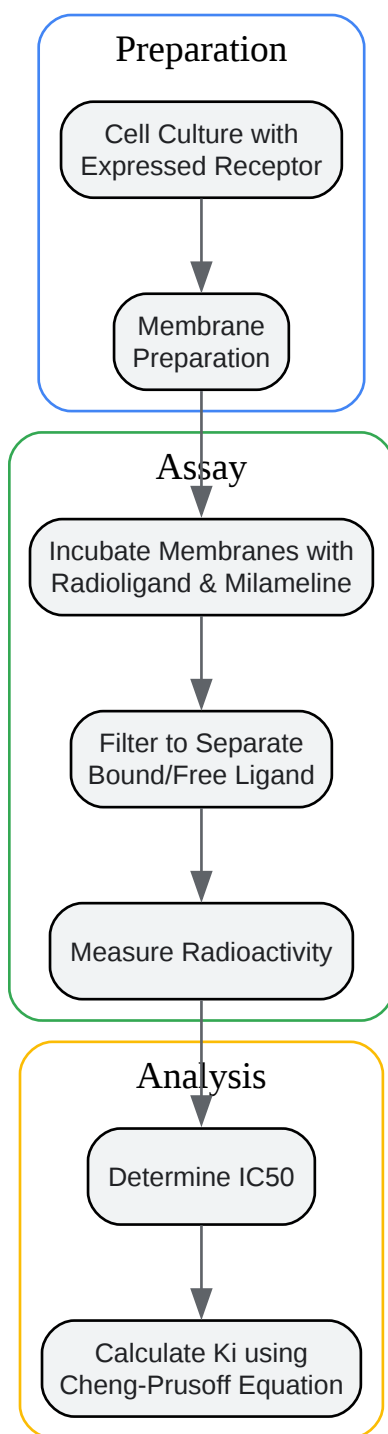 Preparation
Cell Culture with
Expressed Receptor
Membrane
Preparation
Assay
Incubate Membranes with
Radioligand & Milameline
Filter to Separate
Bound/Free Ligand
Measure Radioactivity
Analysis
Determine IC50
Calculate Ki using
Cheng-Prusoff Equation